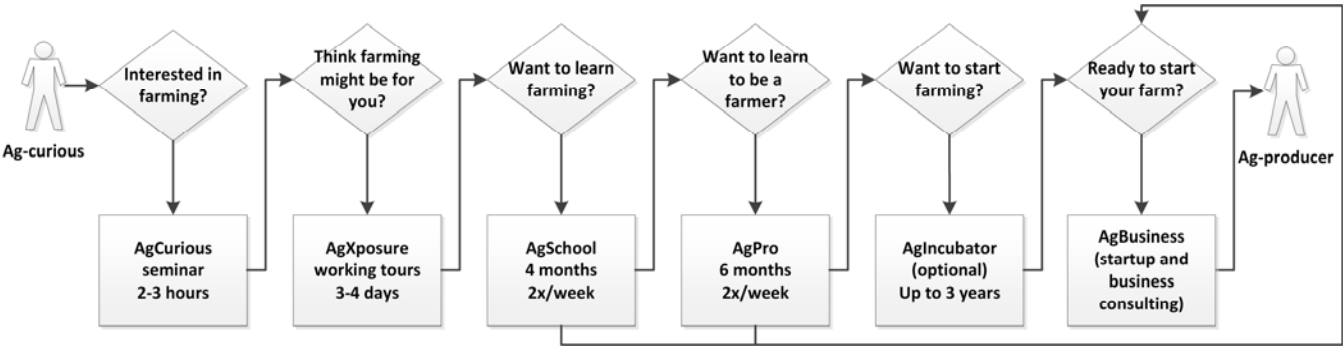 Ag-curious
Interested in
farming?
Think farming
might be for
you?
Want to learn
farming?
Want to learn
to be a
farmer?
Want to start
farming?
Ready to start
your farm?
Ag-producer
AgCurious
seminar
2-3 hours
AgXposure
working tours
3-4 days
AgSchool
4 months
2x/week
AgPro
6 months
2x/week
AgIncubator
(optional)
Up to 3 years
AgBusiness
(startup and
business
consulting)